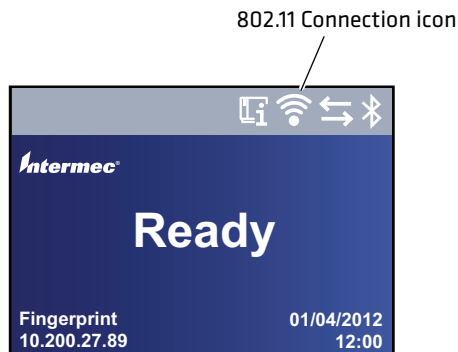 802.11 Connection icon
Intermec®
Ready
Fingerprint 01/04/2012
10.200.27.89 12:00